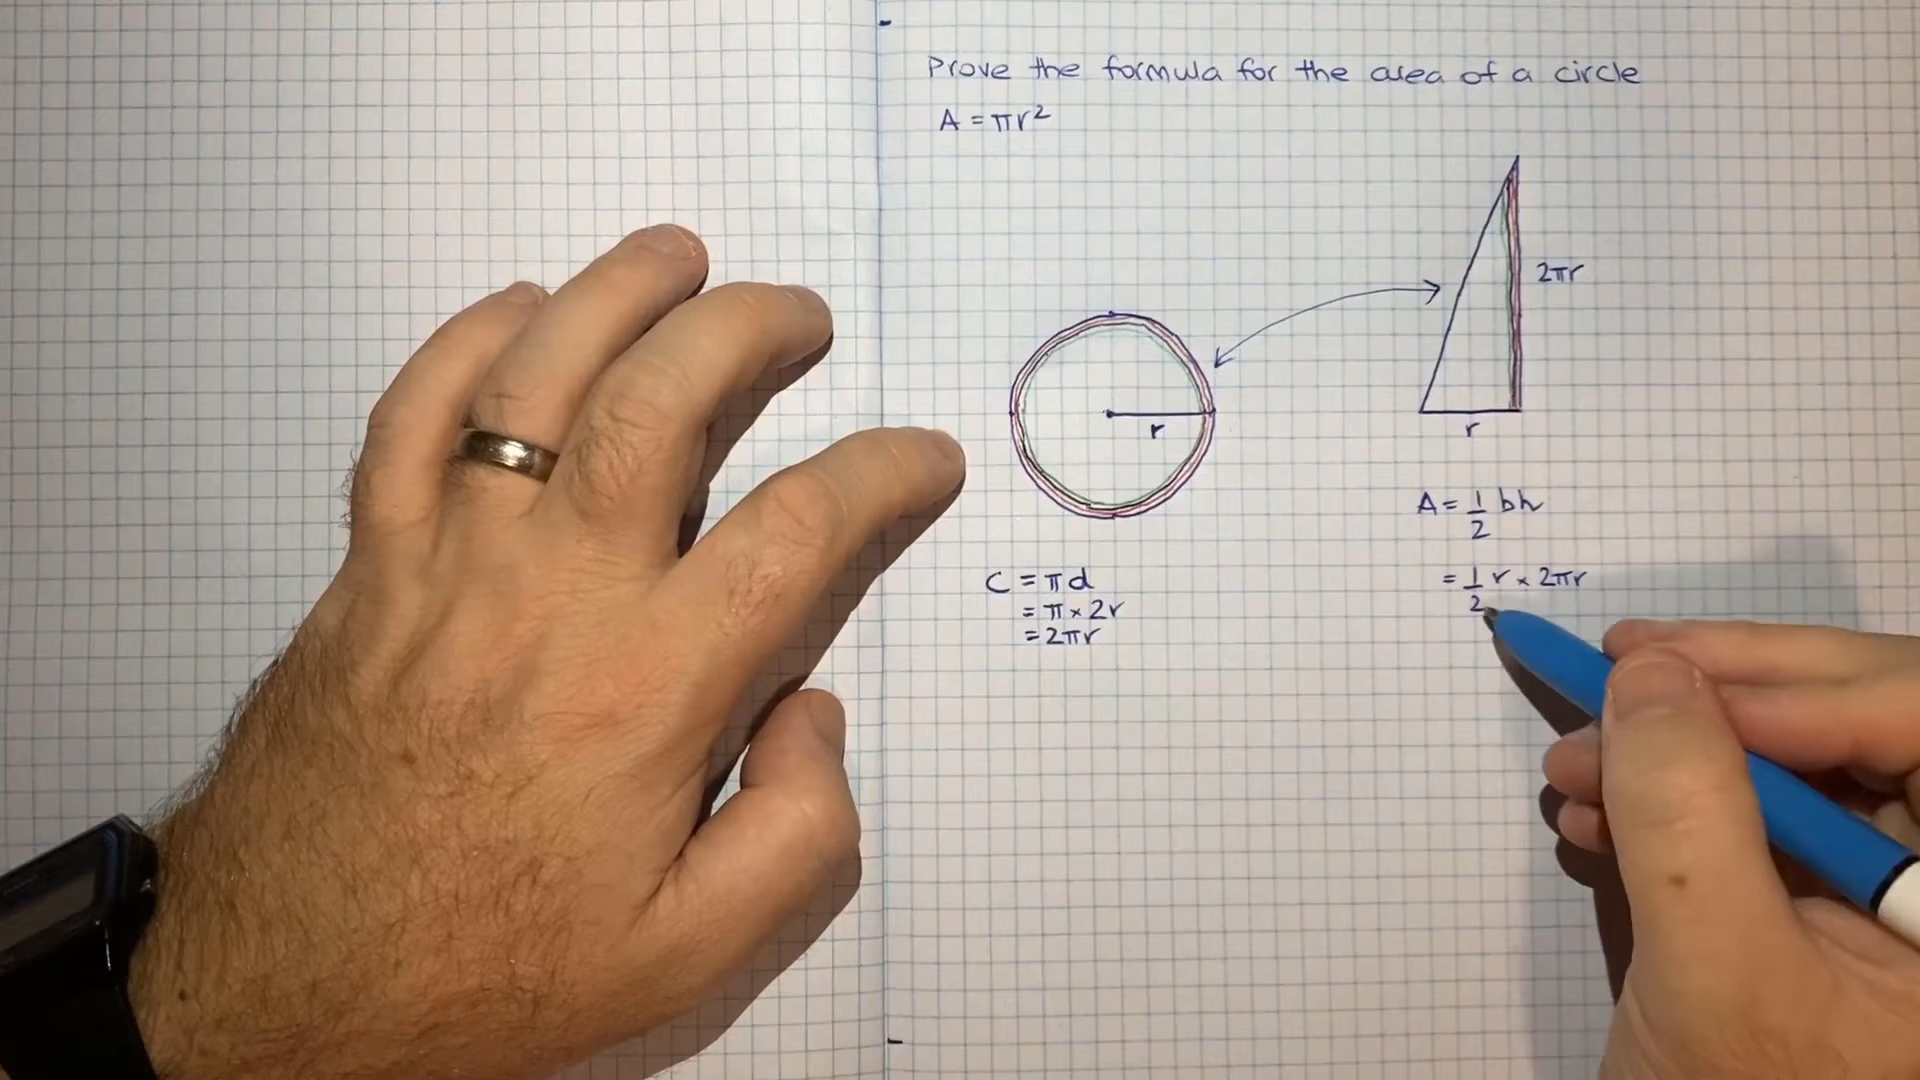 Prove the formula for the area of a circle
A = πr²
2πr
r
r
A = 1/2 bh
= 1/2 r × 2πr
C = πd
= π × 2r
= 2πr